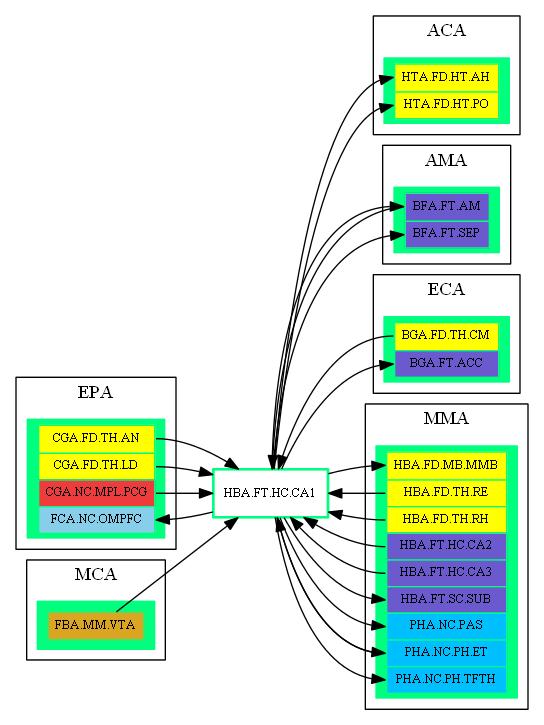 ACA
HTA.FD.HT.AH
HTA.FD.HT.PO
AMA
BFA.FT.AM
BFA.FT.SEP
ECA
BGA.FD.TH.CM
BGA.FT.ACC
EPA
CGA.FD.TH.AN
CGA.FD.TH.LD
CGA.NC.MPL.PCG
FCA.NC.OMPFC
MCA
FBA.MM.VTA
HBA.FT.HC.CA1
MMA
HBA.FD.MB.MMB
HBA.FD.TH.RE
HBA.FD.TH.RH
HBA.FT.HC.CA2
HBA.FT.HC.CA3
HBA.FT.SC.SUB
PHA.NC.PAS
PHA.NC.PH.ET
PHA.NC.PH.TFTH